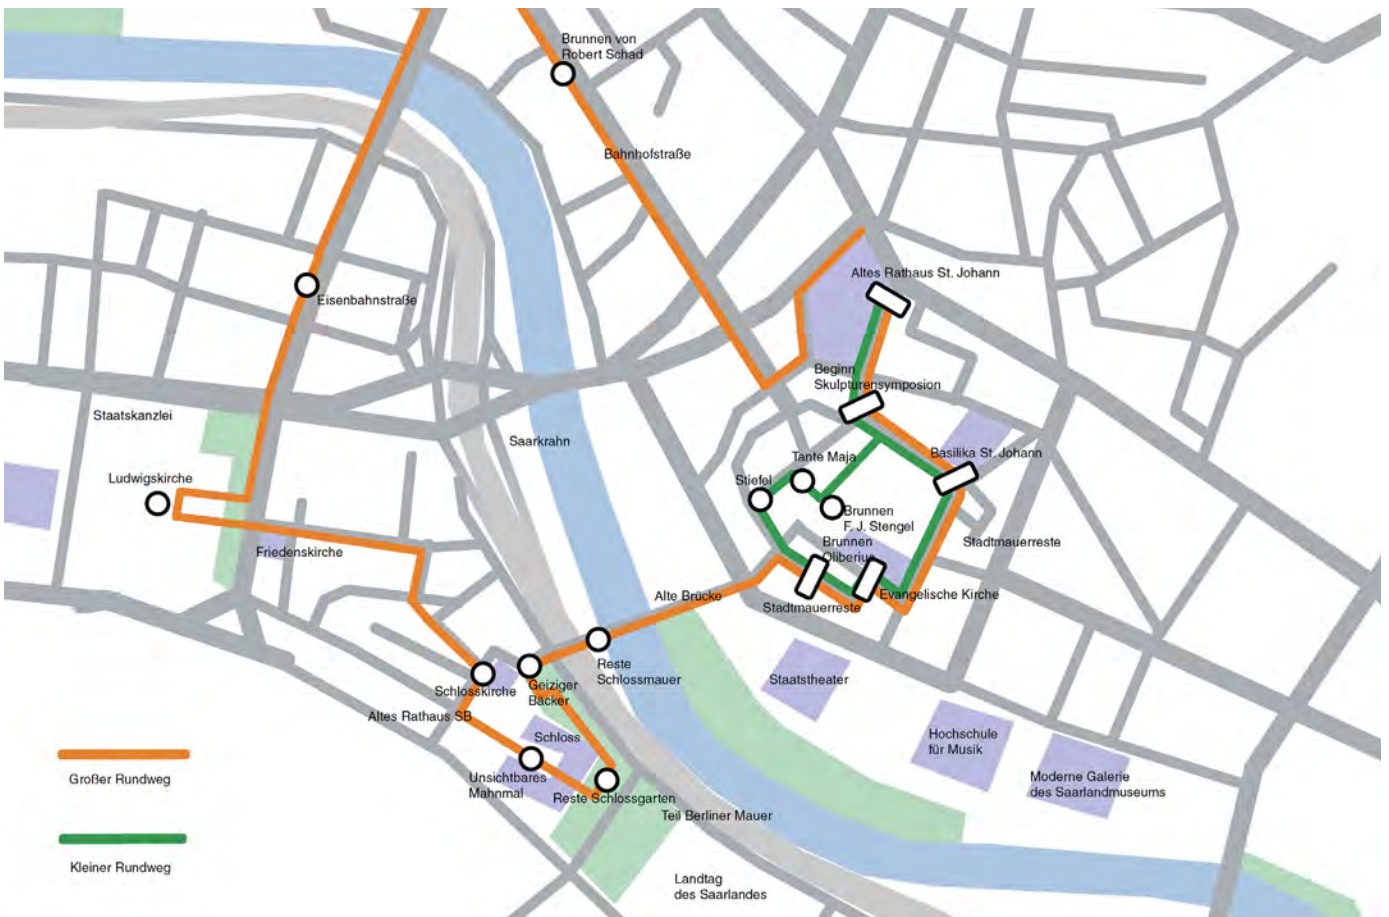 Brunnen von
Robert Schad
Bahnhofstraße
Altes Rathaus St. Johann
Eisenbahnstraße
Beginn
Skulpturensymposion
Staatskanzlei
Saarkrahn
Basilika St. Johann
Tante Maja
Ludwigskirche
Stiefel
Brunnen
F. J. Stengel
Friedenskirche
Brunnen
Oliberius
Stadtmauerreste
Alte Brücke
Stadtmauerreste
Evangelische Kirche
Reste
Schlossmauer
Staatstheater
Schlosskirche
Geiziger
Bäcker
Altes Rathaus SB
Schloss
Hochschule
für Musik
Großer Rundweg
Unsichtbares
Mahnmal
Reste Schlossgarten
Moderne Galerie
des Saarlandmuseums
Teil Berliner Mauer
Kleiner Rundweg
Landtag
des Saarlandes